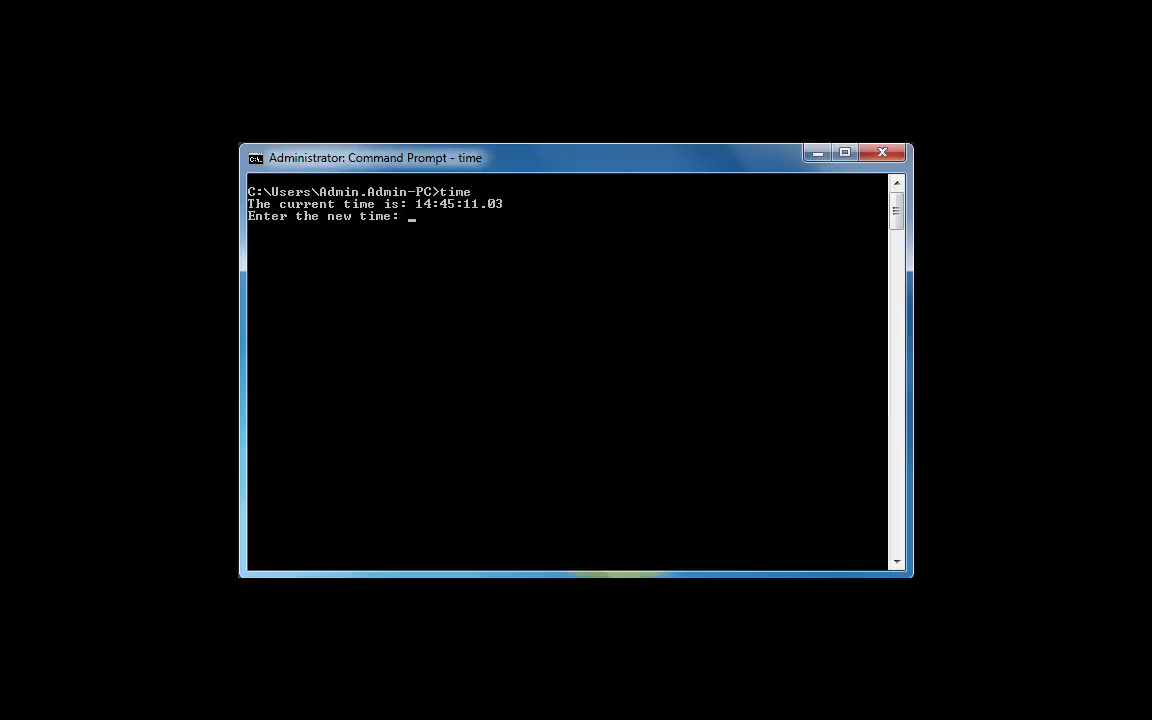 Administrator: Command Prompt - time
C:\Users\Admin.Admin-PC>time
The current time is: 14:45:11.03
Enter the new time: _